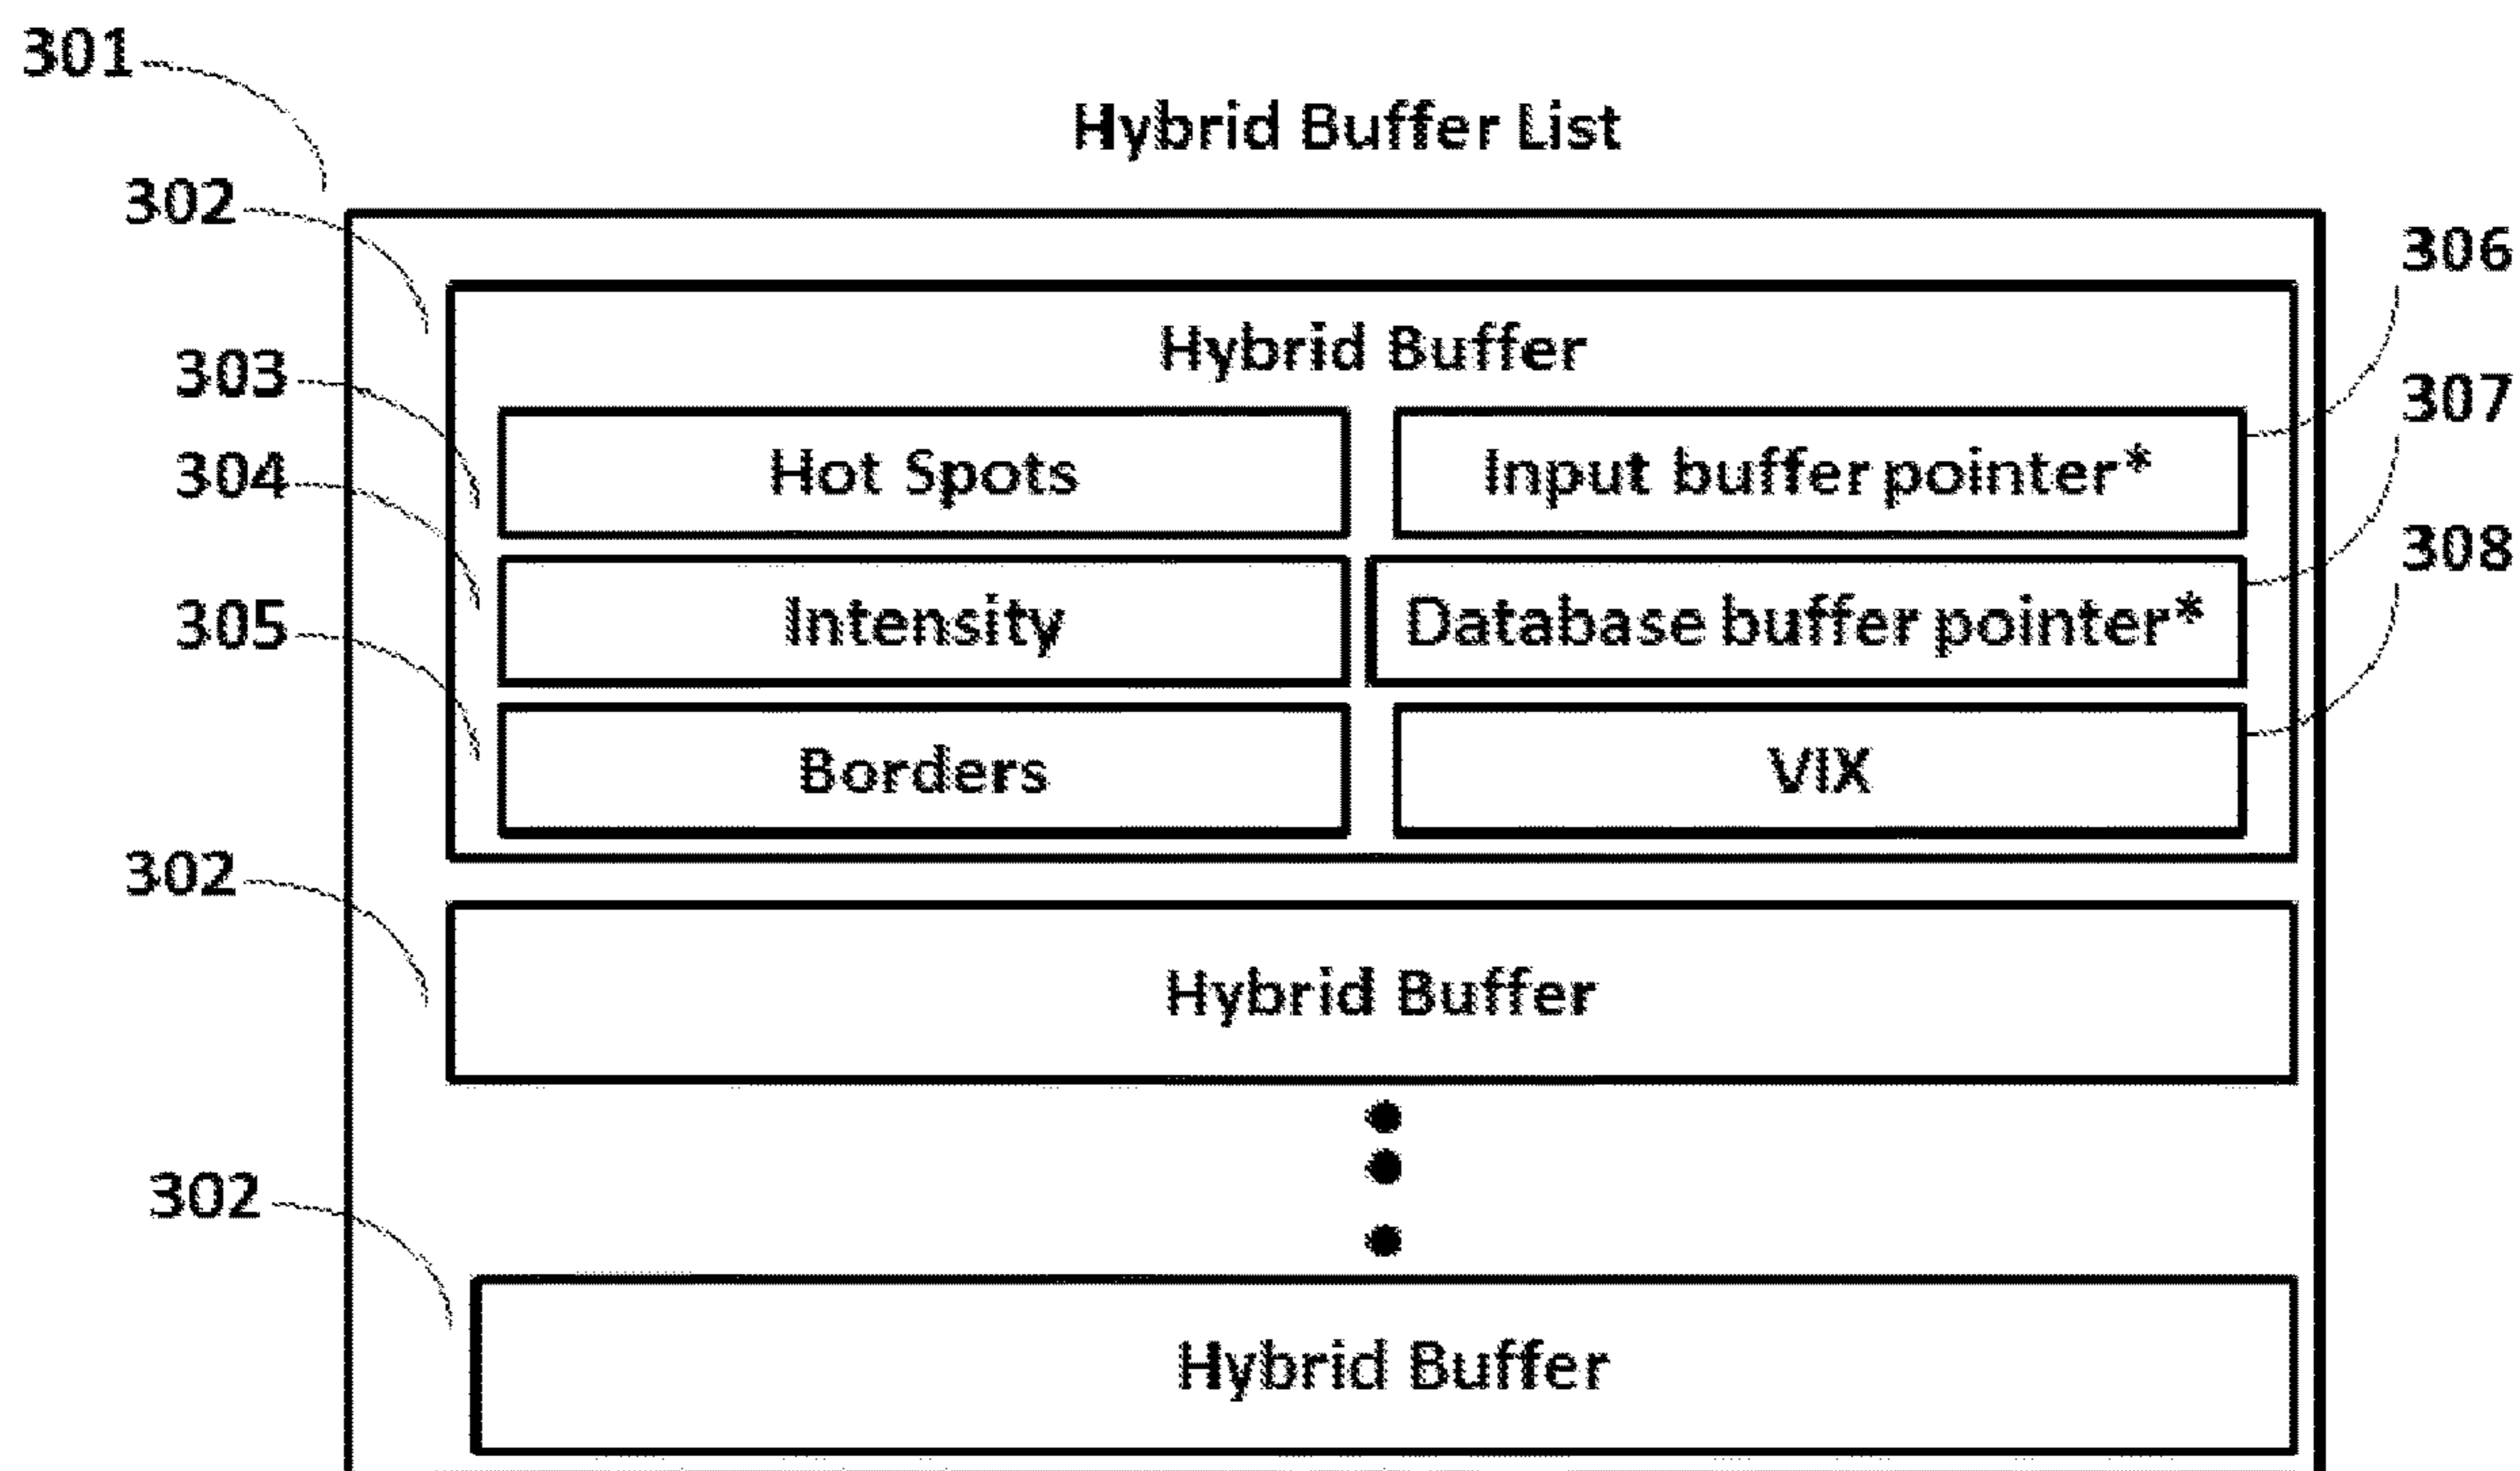 301
Hybrid Buffer List
302
306
Hybrid Buffer
303
307
Hot Spots
Input buffer pointer*
304
308
Intensity
Database buffer pointer*
305
Borders
VIX
302
Hybrid Buffer
302
Hybrid Buffer